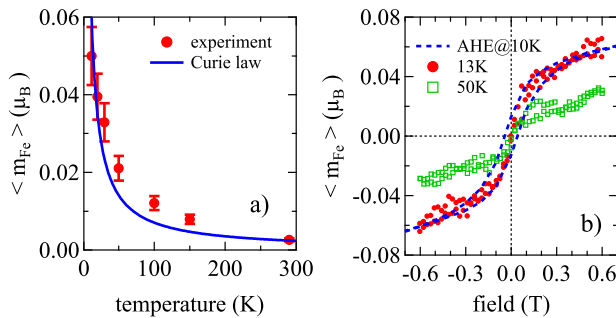 0.06
0.04
0.02
0.00
< m_Fe > (μ_B)
experiment
Curie law
a)
0
100
200
300
temperature (K)
0.08
0.04
0.00
-0.04
-0.08
< m_Fe > (μ_B)
AHE@10K
13K
50K
b)
-0.6
-0.3
0.0
0.3
0.6
field (T)